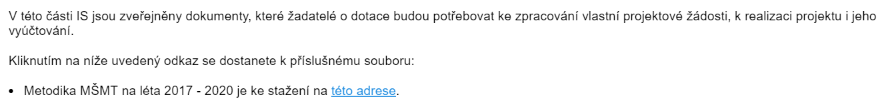 V této části IS jsou zveřejněny dokumenty, které žadatelé o dotace budou potřebovat ke zpracování vlastní projektové žádosti, k realizaci projektu i jeho
vyúčtování.
Kliknutím na níže uvedený odkaz se dostanete k příslušnému souboru:
• Metodika MŠMT na léta 2017 - 2020 je ke stažení na této adrese.